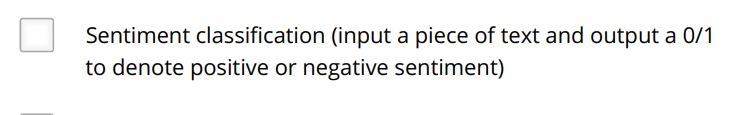 Sentiment classification (input a piece of text and output a 0/1
to denote positive or negative sentiment)